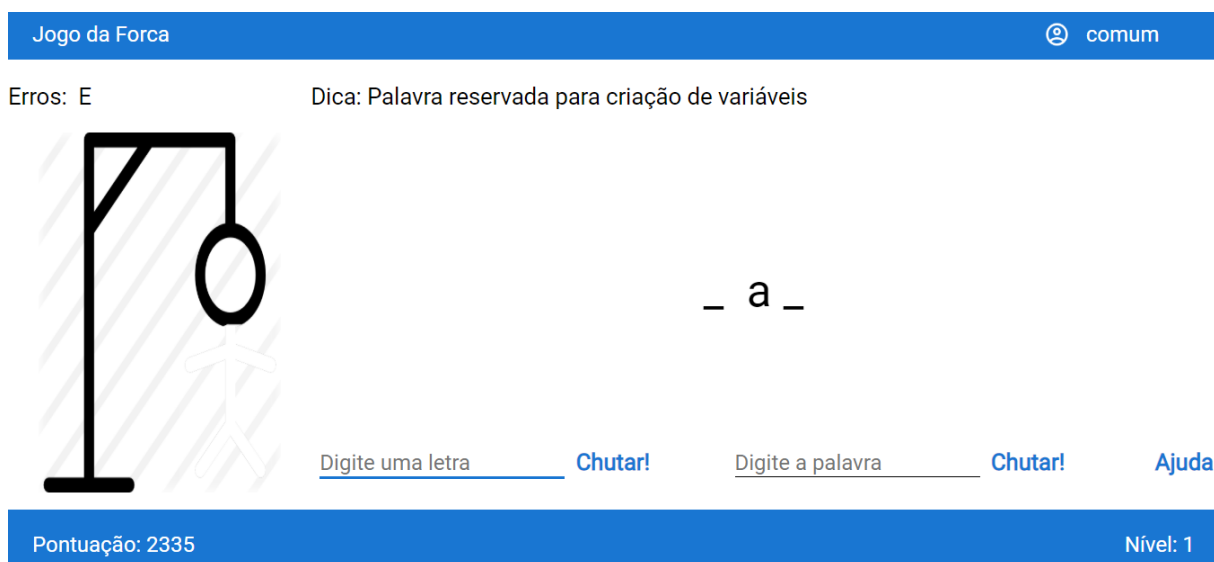 Jogo da Forca comum
Erros: E
Dica: Palavra reservada para criação de variáveis
_ a _
Digite uma letra Chutar! Digite a palavra Chutar! Ajuda
Pontuação: 2335 Nível: 1